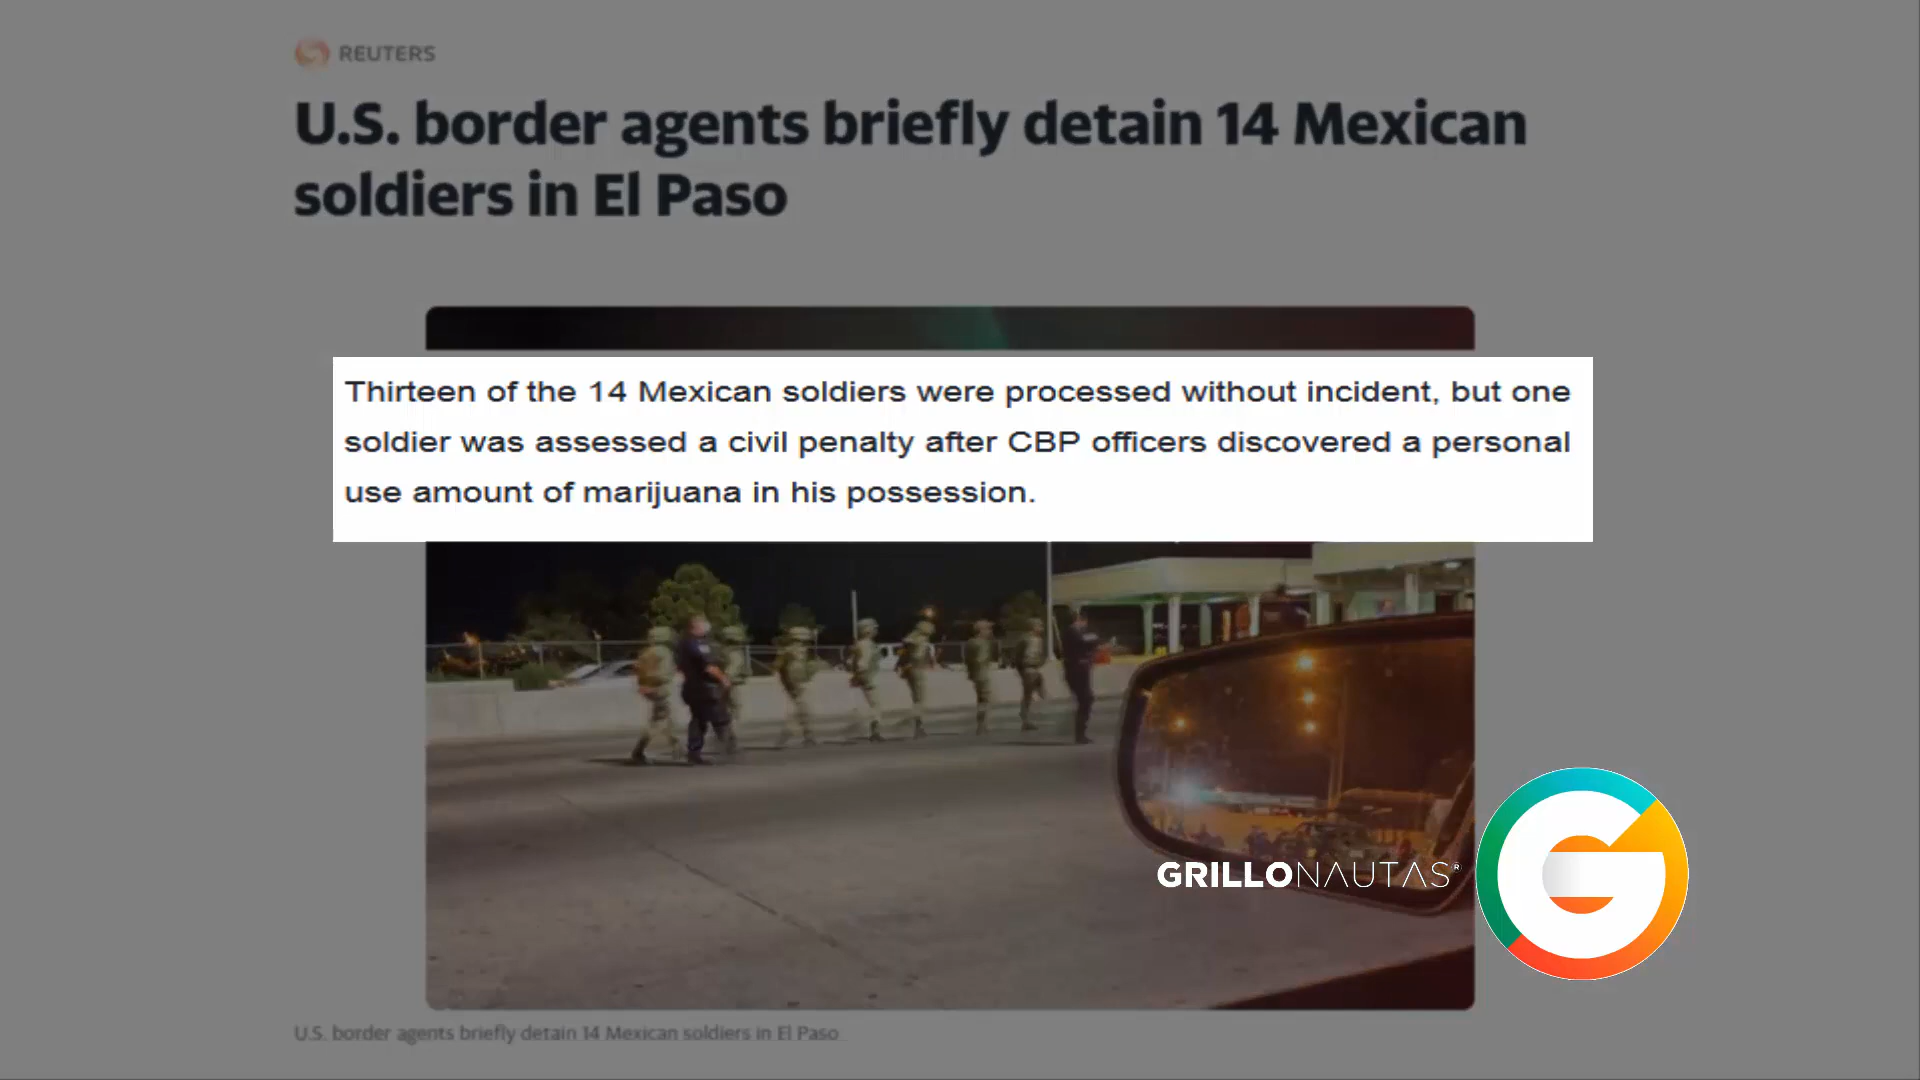 REUTERS
U.S. border agents briefly detain 14 Mexican
soldiers in El Paso
Thirteen of the 14 Mexican soldiers were processed without incident, but one
soldier was assessed a civil penalty after CBP officers discovered a personal
use amount of marijuana in his possession.
GRILLONAUTAS®
U.S. border agents briefly detain 14 Mexican soldiers in El Paso